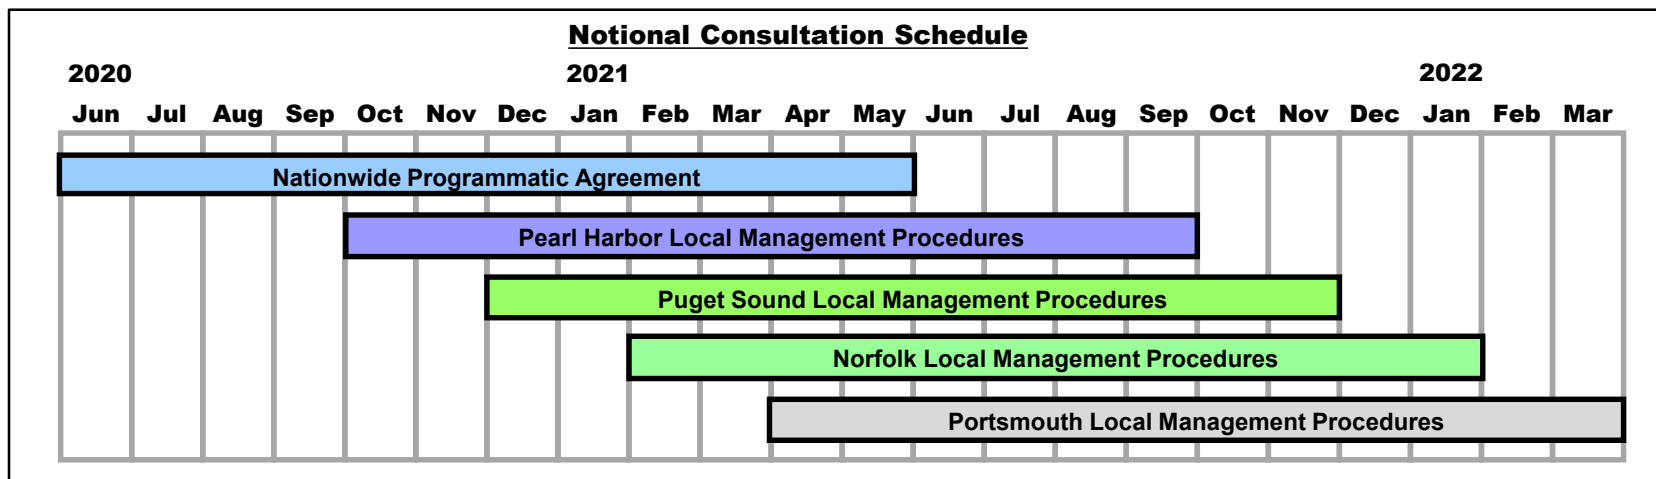 Notional Consultation Schedule
2020 2021 2022
Jun Jul Aug Sep Oct Nov Dec Jan Feb Mar Apr May Jun Jul Aug Sep Oct Nov Dec Jan Feb Mar
Nationwide Programmatic Agreement
Pearl Harbor Local Management Procedures
Puget Sound Local Management Procedures
Norfolk Local Management Procedures
Portsmouth Local Management Procedures